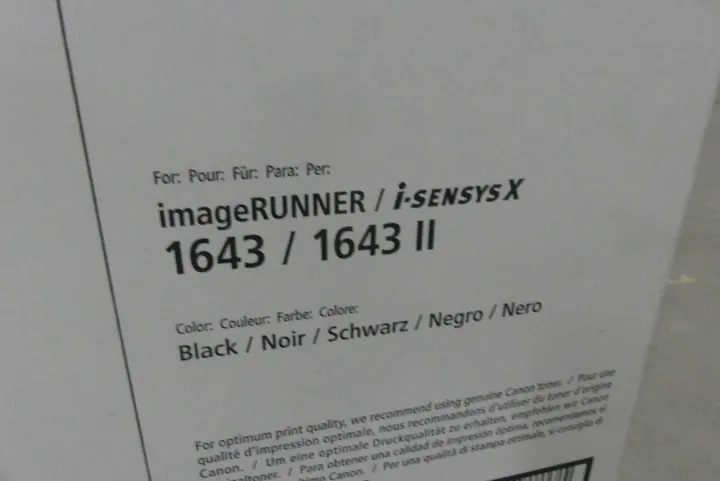 For: Pour: Für: Para: Per:
imageRUNNER / i-SENSYS X
1643 / 1643 II
Color: Couleur: Farbe: Colore:
Black / Noir / Schwarz / Negro / Nero
For optimum print quality, we recommend using genuine Canon toner. / Pour une
qualité d'impression optimale, nous recommandons d'utiliser du toner d'origine
Canon. / Um eine optimale Druckqualität zu erhalten, empfehlen wir Canon
/ Para obtener una calidad de impresión óptima, recomendamos el
Canon. / Per una qualità di stampa ottimale, si consiglia di